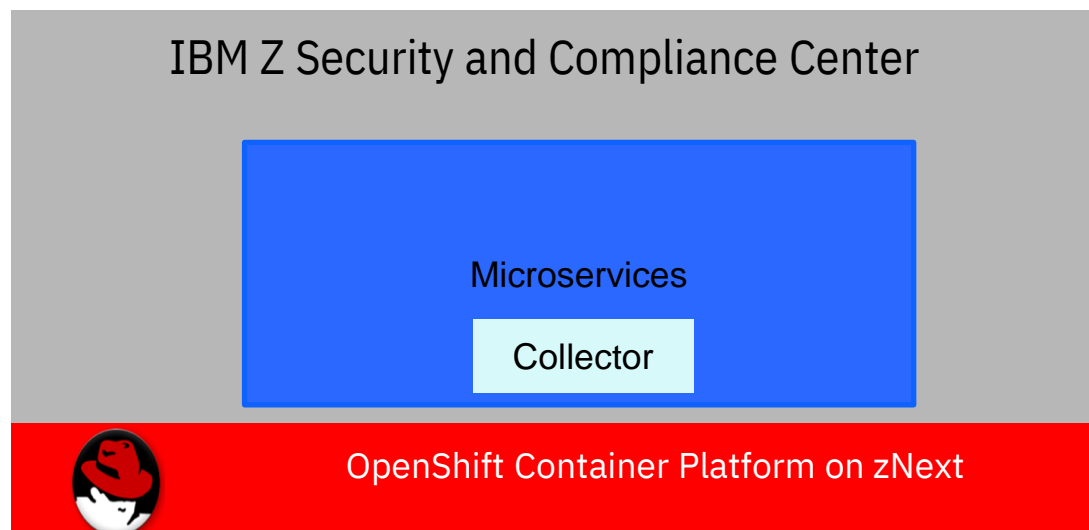 IBM Z Security and Compliance Center
Microservices
Collector
OpenShift Container Platform on zNext